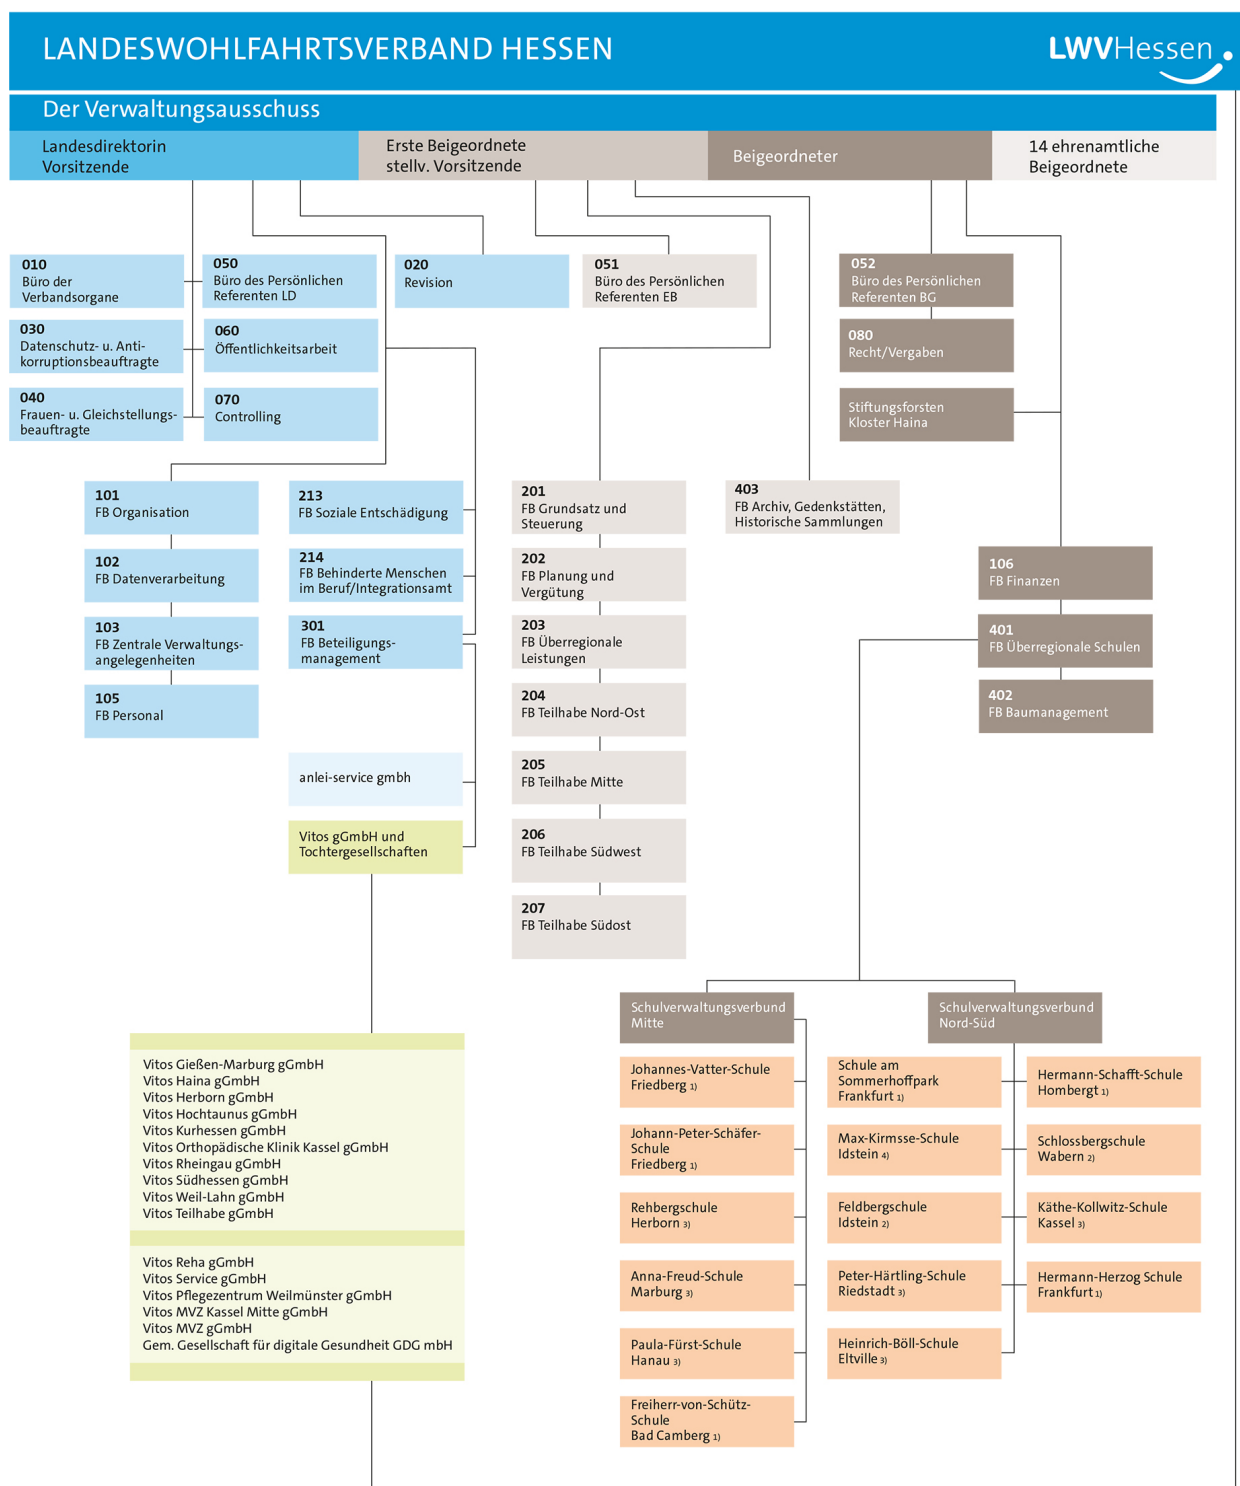 LANDESWOHLFAHRTSVERBAND HESSEN
LWVHessen
Der Verwaltungsausschuss
Landesdirektorin
Vorsitzende
Erste Beigeordnete
stellv. Vorsitzende
Beigeordneter
14 ehrenamtliche
Beigeordnete
010
Büro der
Verbandsorgane
050
Büro des Persönlichen
Referenten LD
020
Revision
051
Büro des Persönlichen
Referenten EB
052
Büro des Persönlichen
Referenten BG
030
Datenschutz- u. Anti-
korruptionsbeauftragte
060
Öffentlichkeitsarbeit
080
Recht/Vergaben
040
Frauen- u. Gleichstellungs-
beauftragte
070
Controlling
Stiftungsforsten
Kloster Haina
101
FB Organisation
102
FB Datenverarbeitung
103
FB Zentrale Verwaltungs-
angelegenheiten
105
FB Personal
213
FB Soziale Entschädigung
214
FB Behinderte Menschen
im Beruf/Integrationsamt
301
FB Beteiligungs-
management
anlei-service gmbh
Vitos gGmbH und
Tochtergesellschaften
201
FB Grundsatz und
Steuerung
202
FB Planung und
Vergütung
203
FB Überregionale
Leistungen
204
FB Teilhabe Nord-Ost
205
FB Teilhabe Mitte
206
FB Teilhabe Südwest
207
FB Teilhabe Südost
403
FB Archiv, Gedenkstätten,
Historische Sammlungen
106
FB Finanzen
401
FB Überregionale Schulen
402
FB Baumanagement
Vitos Gießen-Marburg gGmbH
Vitos Haina gGmbH
Vitos Herborn gGmbH
Vitos Hochtaunus gGmbH
Vitos Kurhessen gGmbH
Vitos Orthopädische Klinik Kassel gGmbH
Vitos Rheingau gGmbH
Vitos Südhessen gGmbH
Vitos Weil-Lahn gGmbH
Vitos Teilhabe gGmbH
Vitos Reha gGmbH
Vitos Service gGmbH
Vitos Pflegezentrum Weilmünster gGmbH
Vitos MVZ Kassel Mitte gGmbH
Vitos MVZ gGmbH
Gem. Gesellschaft für digitale Gesundheit GDG mbH
Schulverwaltungsverbund
Mitte
Johannes-Vatter-Schule
Friedberg 1)
Johann-Peter-Schäfer-
Schule
Friedberg 1)
Rehbergschule
Herborn 3)
Anna-Freud-Schule
Marburg 3)
Paula-Fürst-Schule
Hanau 3)
Freiherr-von-Schütz-
Schule
Bad Camberg 1)
Schulverwaltungsverbund
Nord-Süd
Schule am
Sommerhoffpark
Frankfurt 1)
Max-Kirmsse-Schule
Idstein 4)
Feldbergschule
Idstein 2)
Peter-Härtling-Schule
Riedstadt 3)
Heinrich-Böll-Schule
Eltville 3)
Hermann-Schafft-Schule
Hombergt 1)
Schlossbergschule
Wabern 2)
Käthe-Kollwitz-Schule
Kassel 3)
Hermann-Herzog Schule
Frankfurt 1)